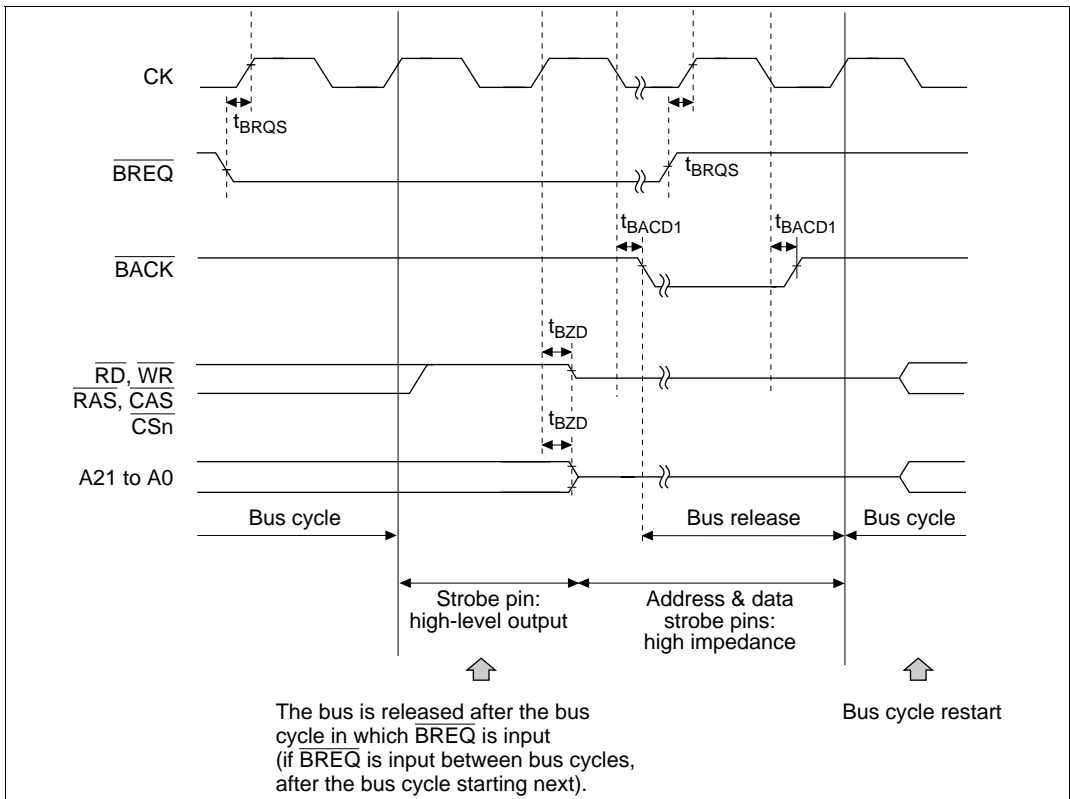 CK
tBRQS
BREQ
tBRQS
tBACD1
tBACD1
BACK
tBZD
RD, WR
RAS, CAS
CSn
tBZD
A21 to A0
Bus cycle
Bus release
Bus cycle
Strobe pin:
high-level output
Address & data
strobe pins:
high impedance
The bus is released after the bus
cycle in which BREQ is input
(if BREQ is input between bus cycles,
after the bus cycle starting next).
Bus cycle restart